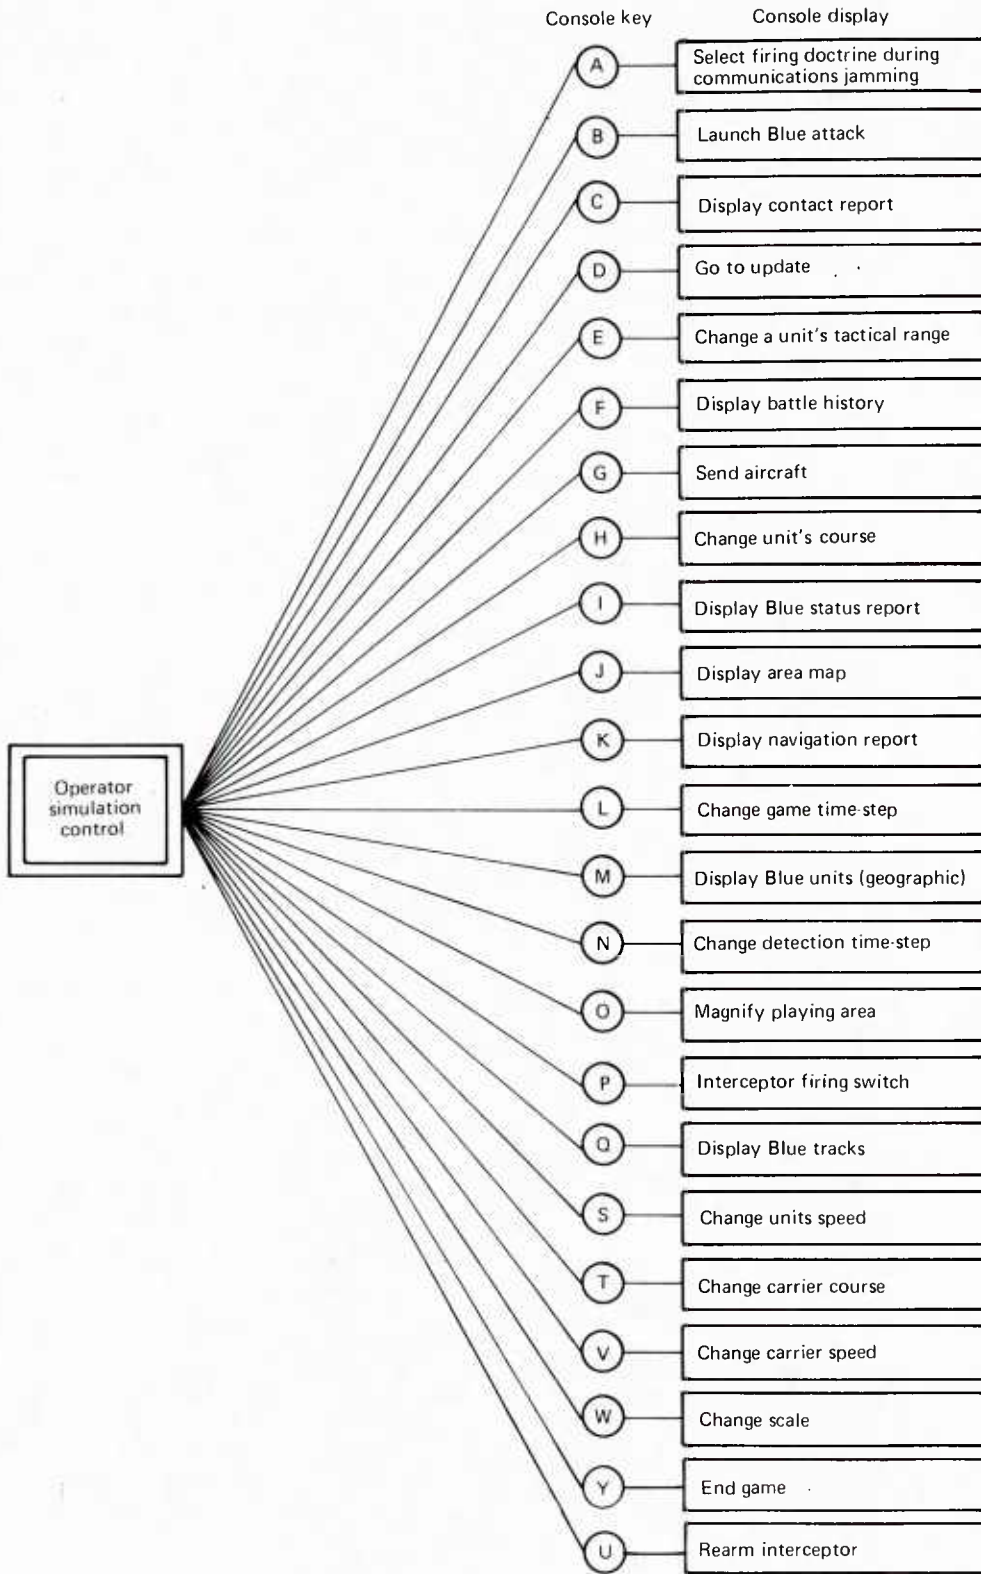 Console key Console display
A Select firing doctrine during
communications jamming
B Launch Blue attack
C Display contact report
D Go to update
E Change a unit's tactical range
F Display battle history
G Send aircraft
H Change unit's course
I Display Blue status report
J Display area map
K Display navigation report
Operator
simulation
control
L Change game time-step
M Display Blue units (geographic)
N Change detection time-step
O Magnify playing area
P Interceptor firing switch
Q Display Blue tracks
S Change units speed
T Change carrier course
V Change carrier speed
W Change scale
Y End game
U Rearm interceptor